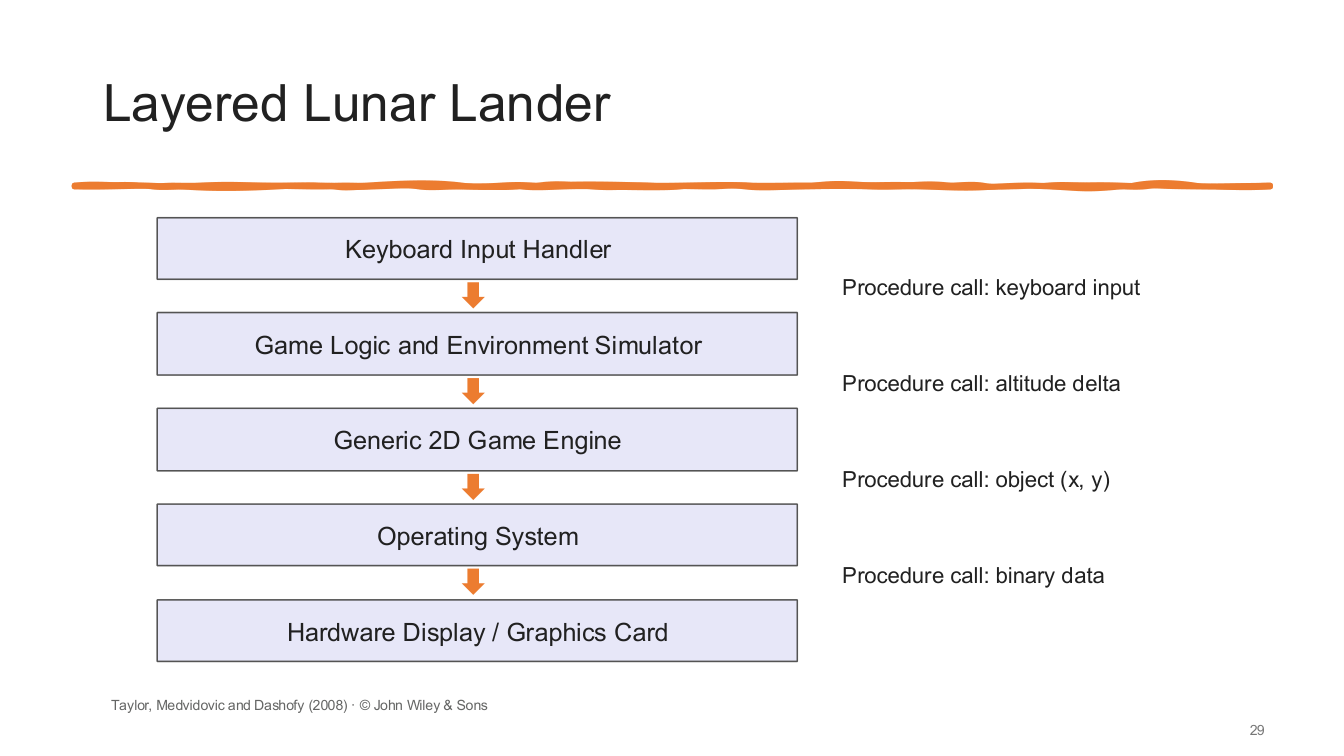 Layered Lunar Lander
Keyboard Input Handler
Procedure call: keyboard input
Game Logic and Environment Simulator
Procedure call: altitude delta
Generic 2D Game Engine
Procedure call: object (x, y)
Operating System
Procedure call: binary data
Hardware Display / Graphics Card
Taylor, Medvidovic and Dashofy (2008) · © John Wiley & Sons
29